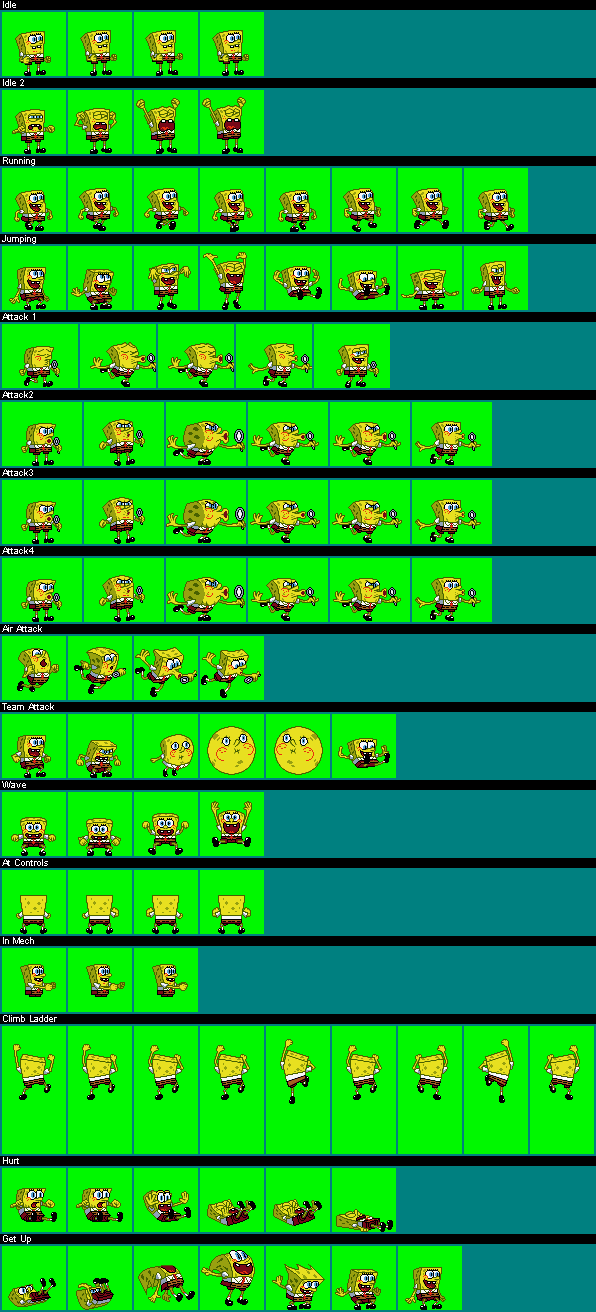 Idle
Idle 2
Running
Jumping
Attack 1
Attack2
Attack3
Attack4
Air Attack
Team Attack
Wave
At Controls
In Mech
Climb Ladder
Hurt
Get Up